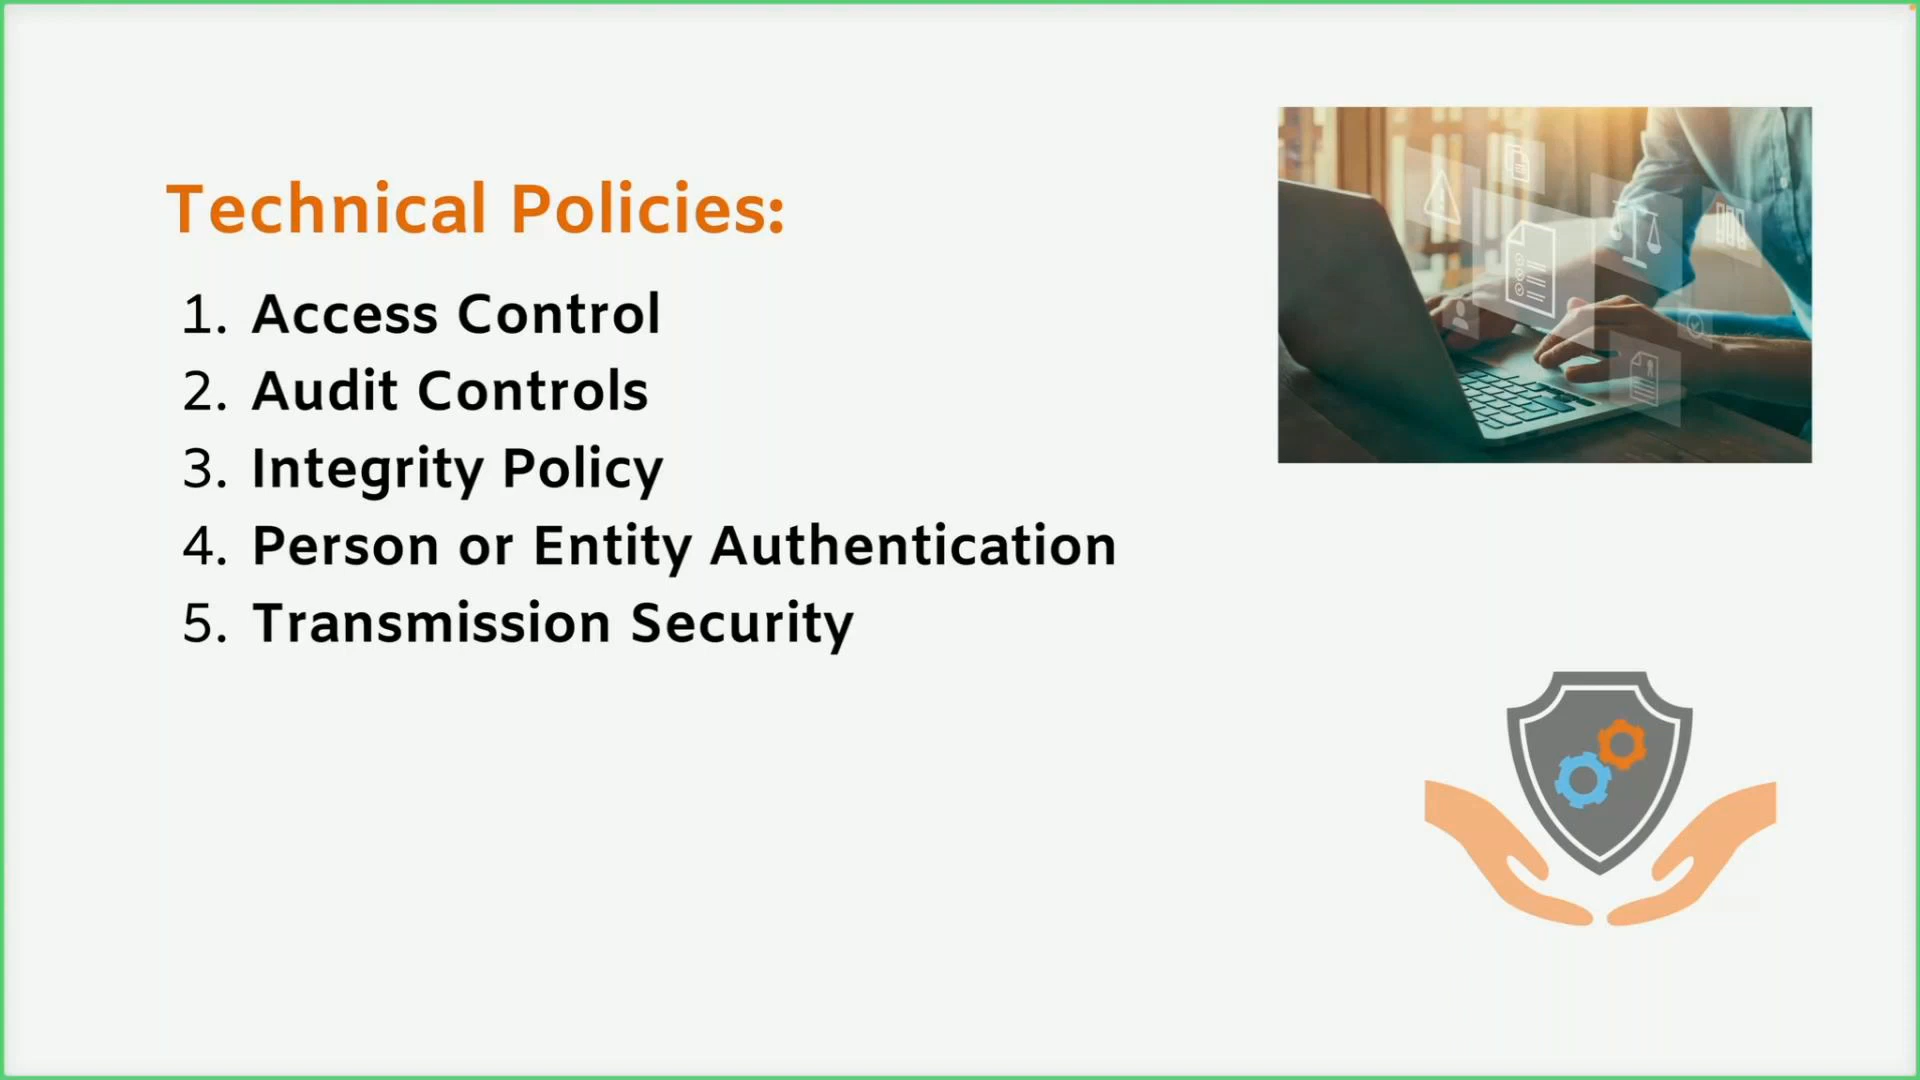 Technical Policies:
1. Access Control
2. Audit Controls
3. Integrity Policy
4. Person or Entity Authentication
5. Transmission Security